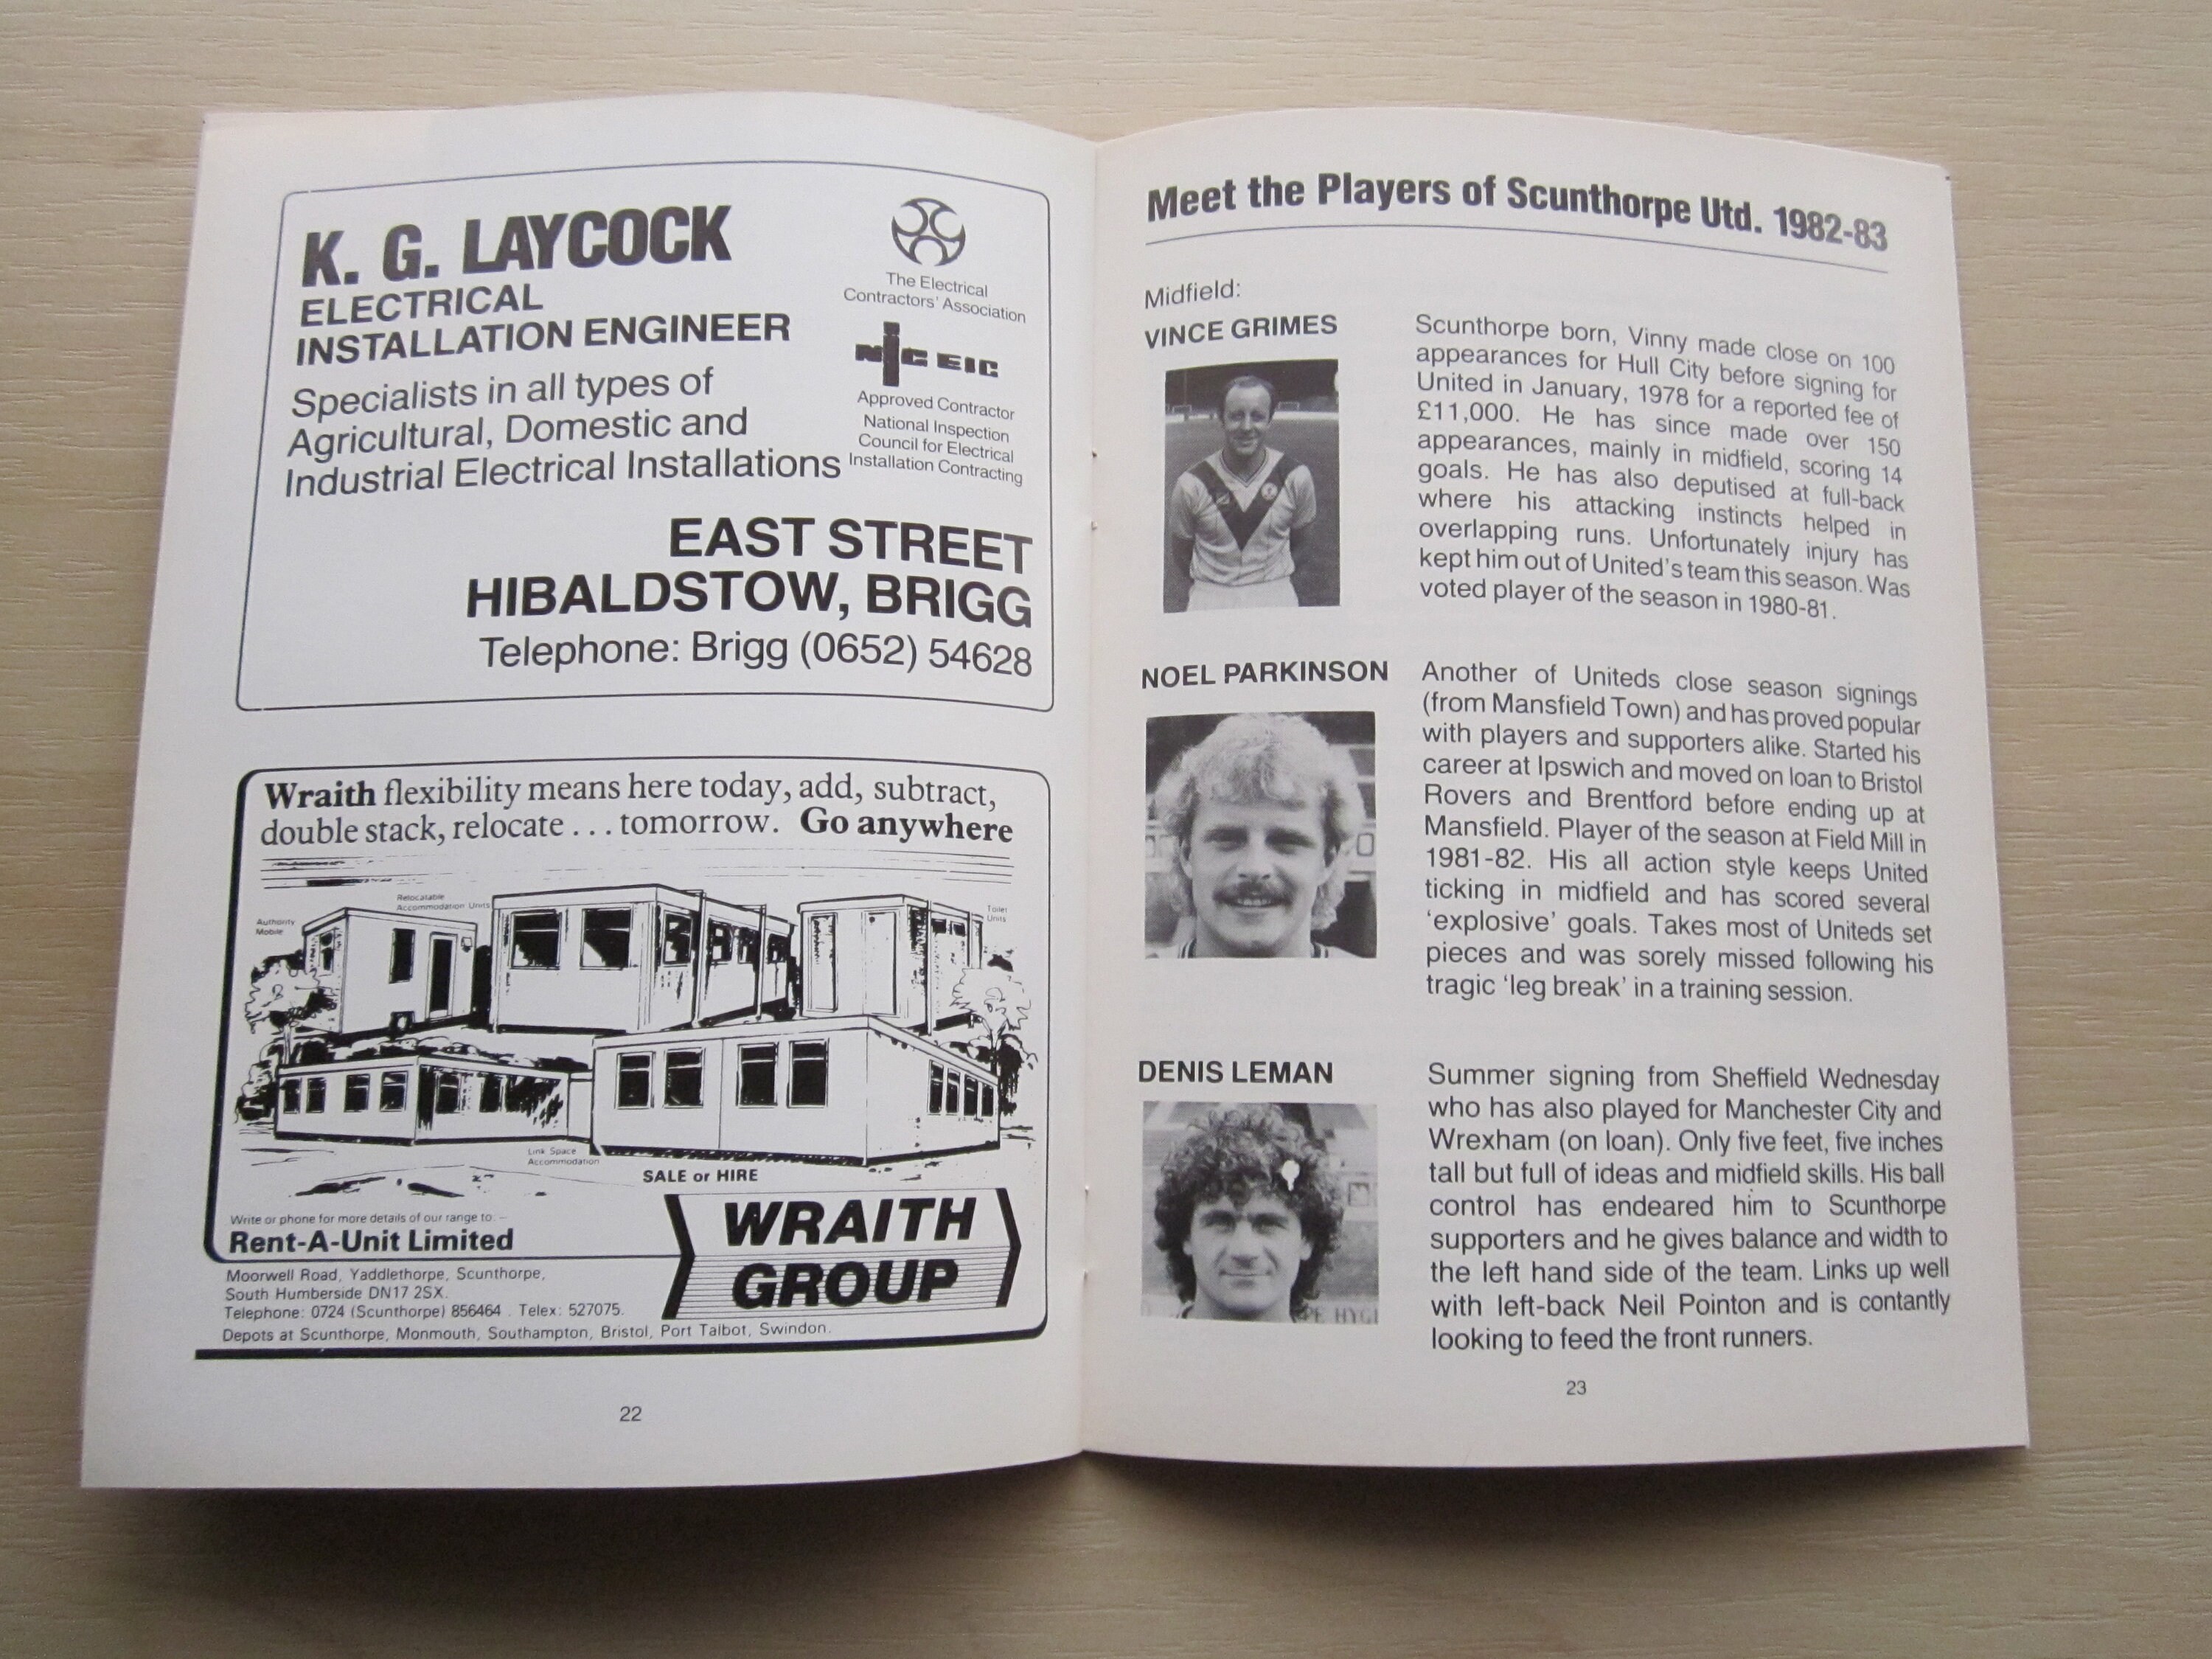 K. G. LAYCOCK
ELECTRICAL
INSTALLATION ENGINEER
Specialists in all types of
Agricultural, Domestic and
Industrial Electrical Installations
The Electrical
Contractors' Association
NIC EIC
Approved Contractor
National Inspection
Council for Electrical
Installation Contracting
EAST STREET
HIBALDSTOW, BRIGG
Telephone: Brigg (0652) 54628
Wraith flexibility means here today, add, subtract,
double stack, relocate . . . tomorrow. Go anywhere
Authority
Mobile
Relocatable
Accommodation Units
Toilet
Units
Link Space
Accommodation
SALE or HIRE
Write or phone for more details of our range to: –
Rent-A-Unit Limited
Moorwell Road, Yaddlethorpe, Scunthorpe,
South Humberside DN17 2SX.
Telephone: 0724 (Scunthorpe) 856464 . Telex: 527075.
Depots at Scunthorpe, Monmouth, Southampton, Bristol, Port Talbot, Swindon.
WRAITH
GROUP
22
Meet the Players of Scunthorpe Utd. 1982-83
Midfield:
VINCE GRIMES
Scunthorpe born, Vinny made close on 100
appearances for Hull City before signing for
United in January, 1978 for a reported fee of
£11,000. He has since made over 150
appearances, mainly in midfield, scoring 14
goals. He has also deputised at full-back
where his attacking instincts helped in
overlapping runs. Unfortunately injury has
kept him out of United's team this season. Was
voted player of the season in 1980-81.
NOEL PARKINSON
Another of Uniteds close season signings
(from Mansfield Town) and has proved popular
with players and supporters alike. Started his
career at Ipswich and moved on loan to Bristol
Rovers and Brentford before ending up at
Mansfield. Player of the season at Field Mill in
1981-82. His all action style keeps United
ticking in midfield and has scored several
'explosive' goals. Takes most of Uniteds set
pieces and was sorely missed following his
tragic 'leg break' in a training session.
DENIS LEMAN
PE HYGI
Summer signing from Sheffield Wednesday
who has also played for Manchester City and
Wrexham (on loan). Only five feet, five inches
tall but full of ideas and midfield skills. His ball
control has endeared him to Scunthorpe
supporters and he gives balance and width to
the left hand side of the team. Links up well
with left-back Neil Pointon and is contantly
looking to feed the front runners.
23